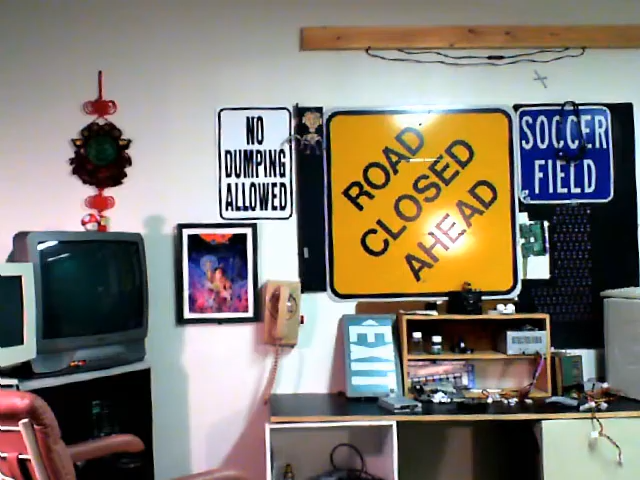 NO
DUMPING
ALLOWED
ROAD
CLOSED
AHEAD
SOCCER
FIELD
EXIT